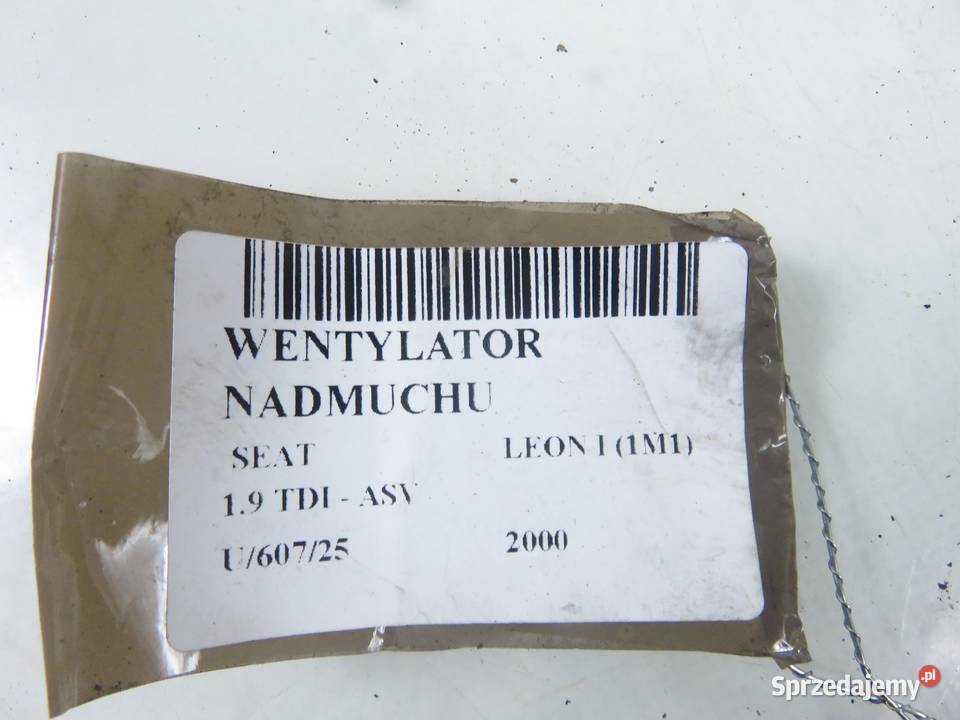 WENTYLATOR
NADMUCHU
SEAT LEON I (1M1)
1.9 TDI - ASV
U/607/25 2000
Sprzedajemy.pl